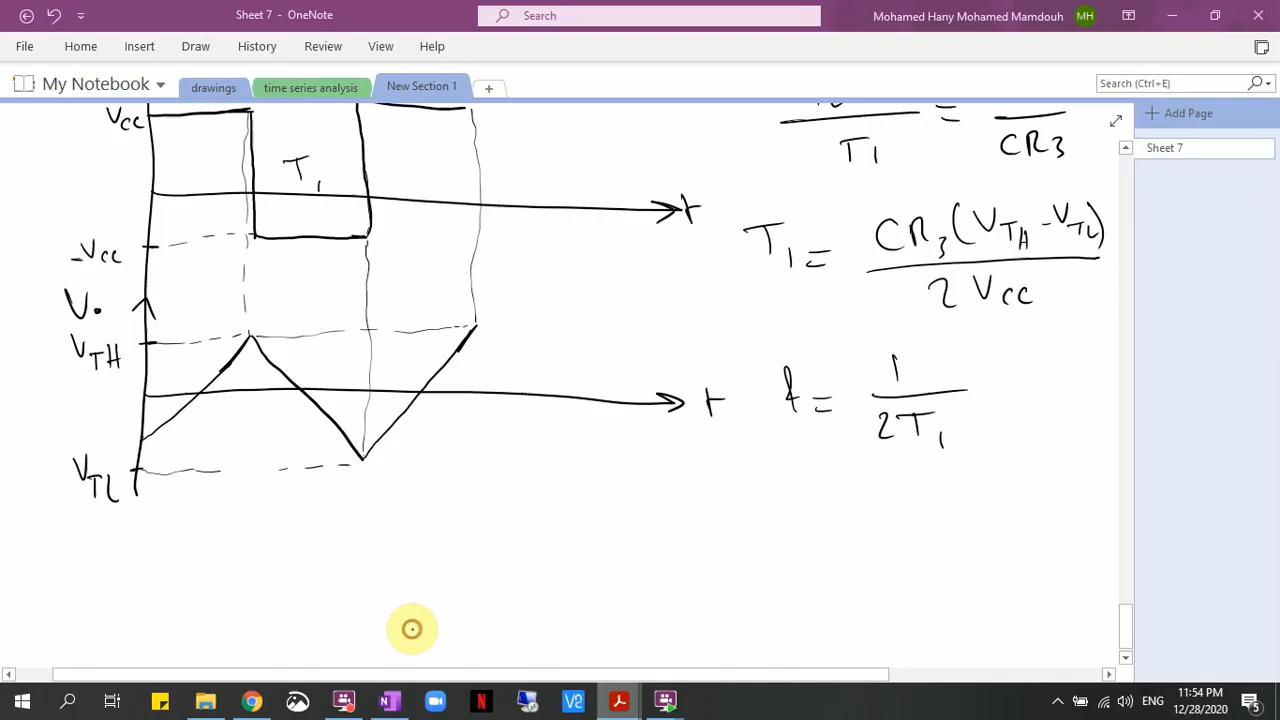 Sheet 7 - OneNote
Search
Mohamed Hany Mohamed Mamdouh
MH
File Home Insert Draw History Review View Help
My Notebook
drawings
time series analysis
New Section 1
Search (Ctrl+E)
Add Page
Sheet 7
Vcc
T1
t
-Vcc
Vo
VTH
t
VTL
T1 = CR3
T1 = CR3(VTH - VTL) / 2Vcc
f = 1 / 2T1
ENG
11:54 PM
12/28/2020
5